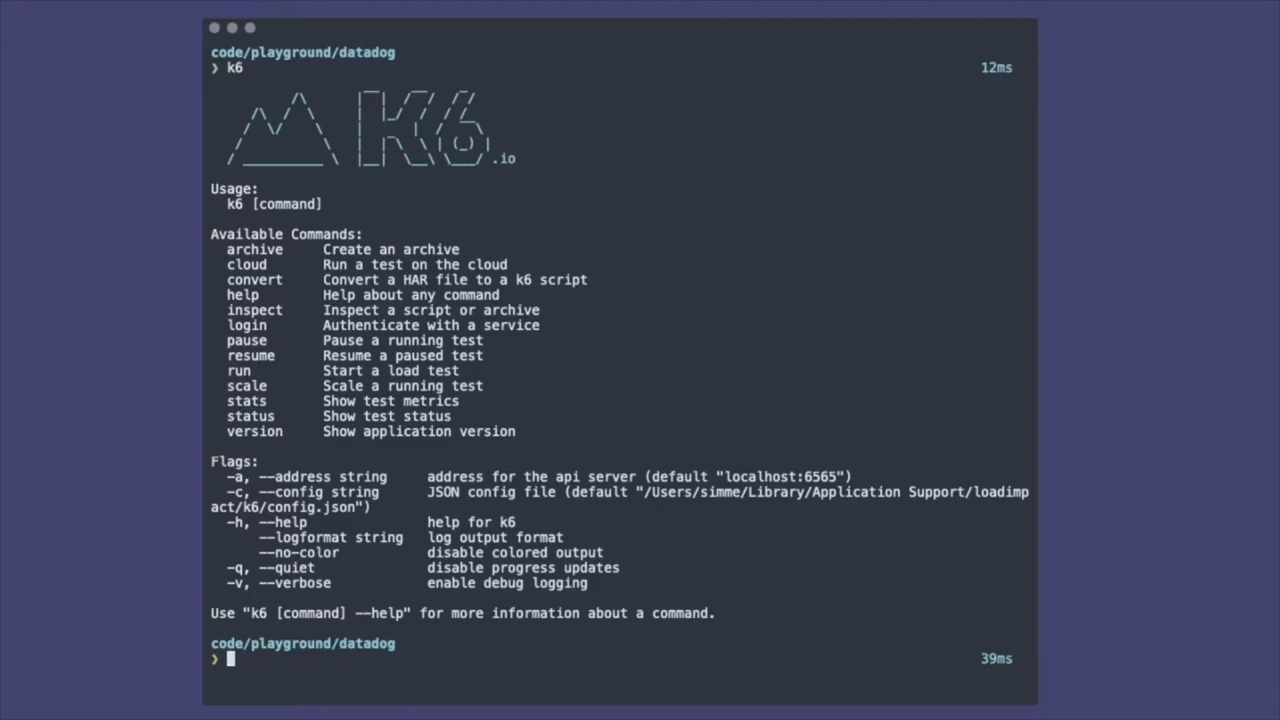 code/playground/datadog
❯ k6 12ms
K6
.io
Usage:
k6 [command]
Available Commands:
archive Create an archive
cloud Run a test on the cloud
convert Convert a HAR file to a k6 script
help Help about any command
inspect Inspect a script or archive
login Authenticate with a service
pause Pause a running test
resume Resume a paused test
run Start a load test
scale Scale a running test
stats Show test metrics
status Show test status
version Show application version
Flags:
-a, --address string address for the api server (default "localhost:6565")
-c, --config string JSON config file (default "/Users/simme/Library/Application Support/loadimp
act/k6/config.json")
-h, --help help for k6
--logformat string log output format
--no-color disable colored output
-q, --quiet disable progress updates
-v, --verbose enable debug logging
Use "k6 [command] --help" for more information about a command.
code/playground/datadog
❯ 39ms